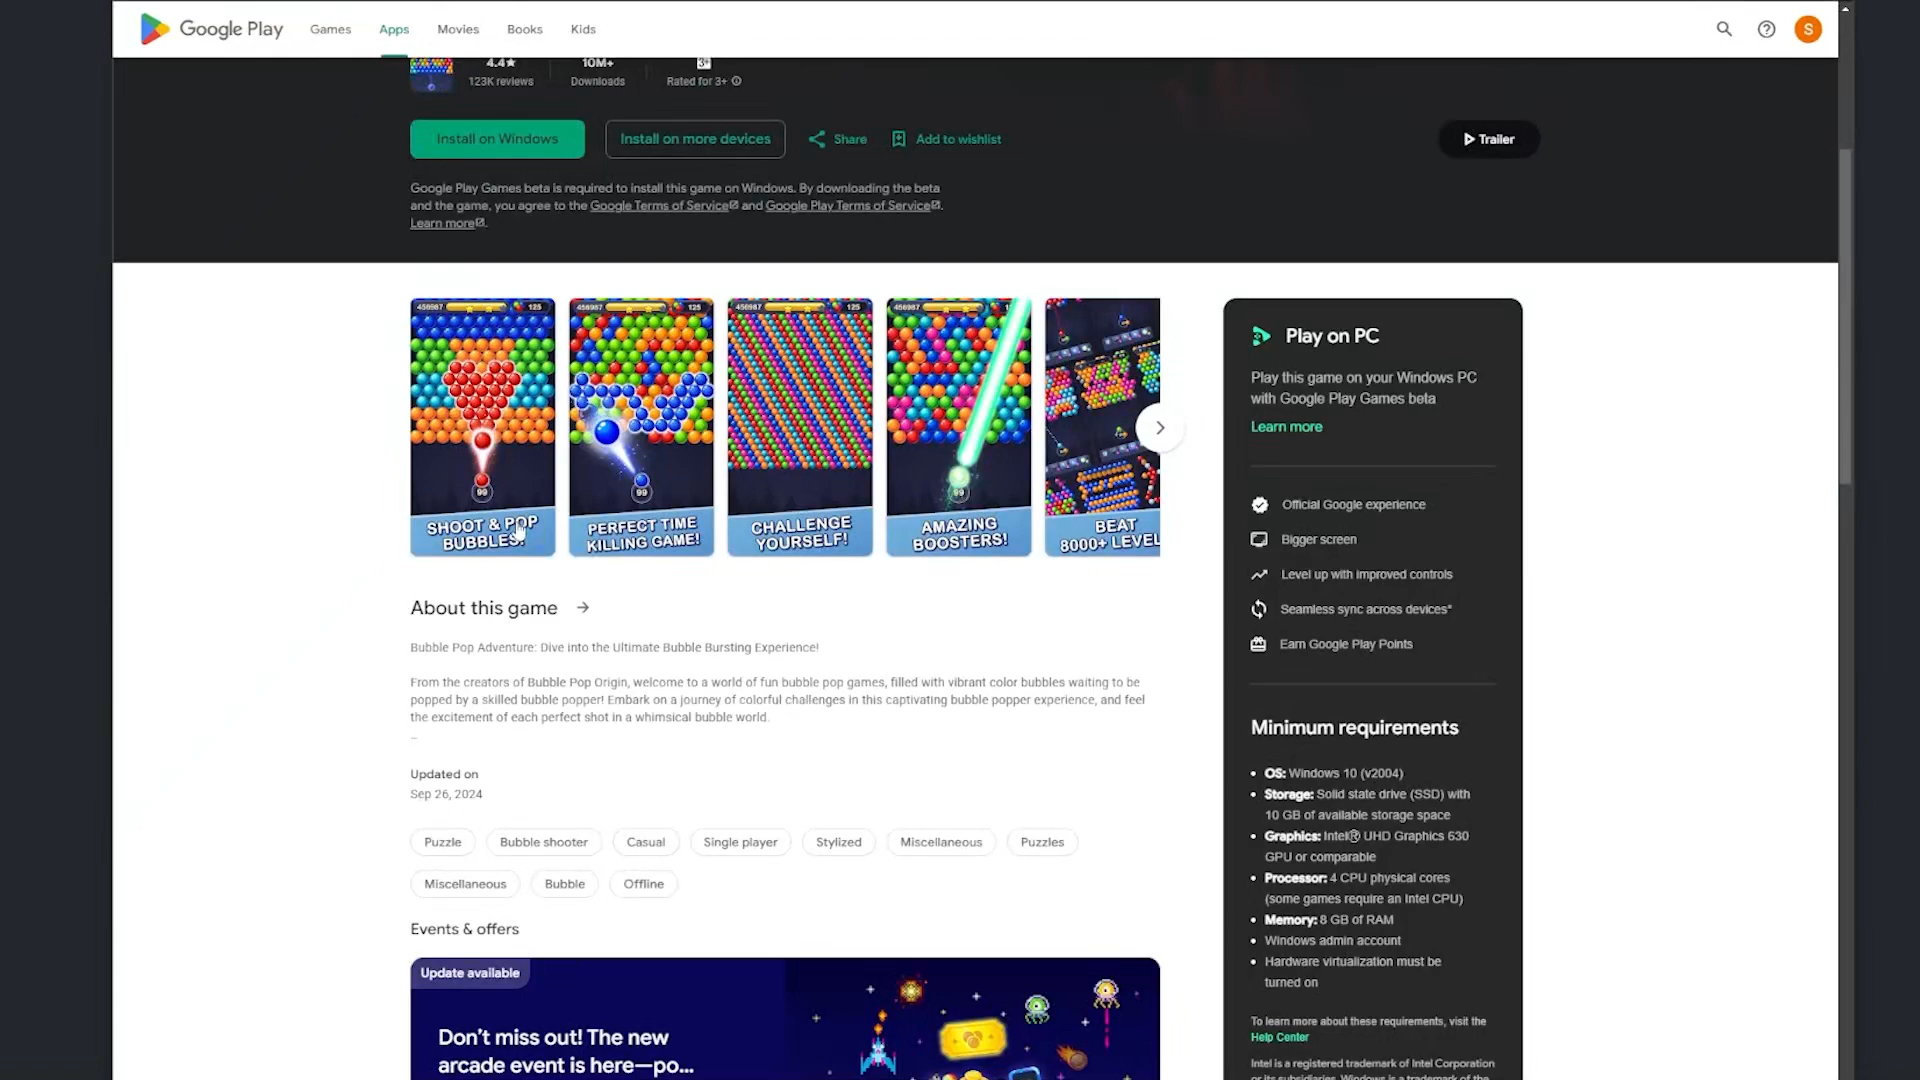 Google Play Games Apps Movies Books Kids S
4.4★ 10M+ 3+
123K reviews Downloads Rated for 3+
Install on Windows Install on more devices Share Add to wishlist Trailer
Google Play Games beta is required to install this game on Windows. By downloading the beta
and the game, you agree to the Google Terms of Service and Google Play Terms of Service.
Learn more.
456987 125
456987 125
456987 125
456987
99
99
99
SHOOT & POP
BUBBLES!
PERFECT TIME
KILLING GAME!
CHALLENGE
YOURSELF!
AMAZING
BOOSTERS!
BEAT
8000+ LEVEL
About this game
Bubble Pop Adventure: Dive into the Ultimate Bubble Bursting Experience!
From the creators of Bubble Pop Origin, welcome to a world of fun bubble pop games, filled with vibrant color bubbles waiting to be
popped by a skilled bubble popper! Embark on a journey of colorful challenges in this captivating bubble popper experience, and feel
the excitement of each perfect shot in a whimsical bubble world.
Updated on
Sep 26, 2024
Puzzle Bubble shooter Casual Single player Stylized Miscellaneous Puzzles
Miscellaneous Bubble Offline
Events & offers
Update available
Don't miss out! The new
arcade event is here—po...
Play on PC
Play this game on your Windows PC
with Google Play Games beta
Learn more
Official Google experience
Bigger screen
Level up with improved controls
Seamless sync across devices*
Earn Google Play Points
Minimum requirements
• OS: Windows 10 (v2004)
• Storage: Solid state drive (SSD) with
10 GB of available storage space
• Graphics: Intel® UHD Graphics 630
GPU or comparable
• Processor: 4 CPU physical cores
(some games require an Intel CPU)
• Memory: 8 GB of RAM
• Windows admin account
• Hardware virtualization must be
turned on
To learn more about these requirements, visit the
Help Center
Intel is a registered trademark of Intel Corporation
or its subsidiaries. Windows is a trademark of the